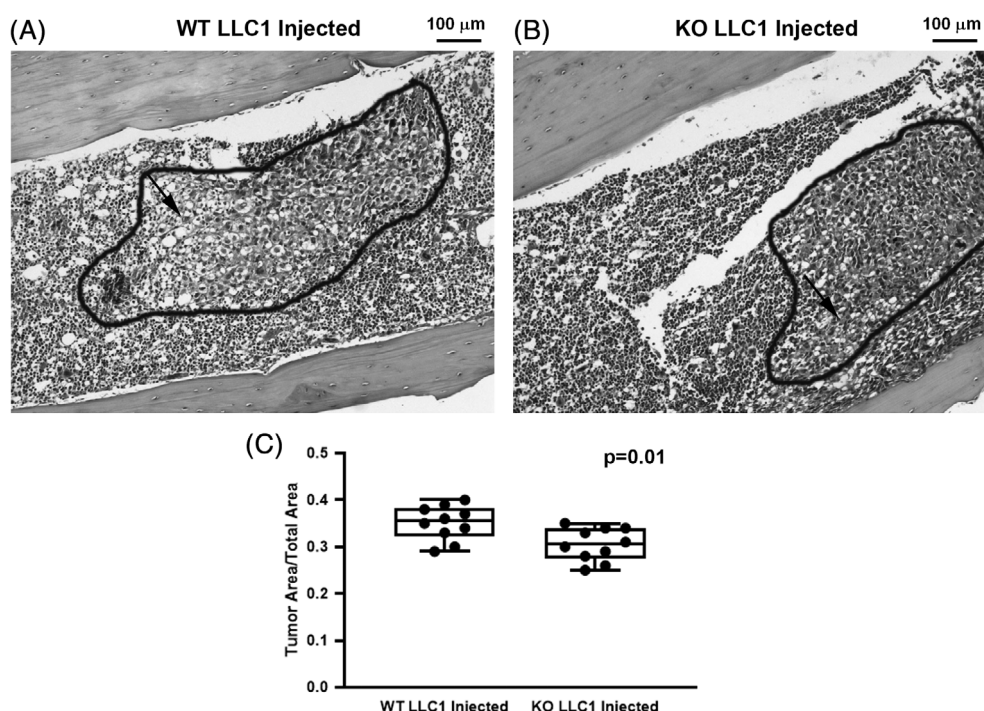 (A)
WT LLC1 Injected
100 μm
(B)
KO LLC1 Injected
100 μm
(C)
p=0.01
Tumor Area/Total Area
0.5
0.4
0.3
0.2
0.1
0.0
WT LLC1 Injected
KO LLC1 Injected